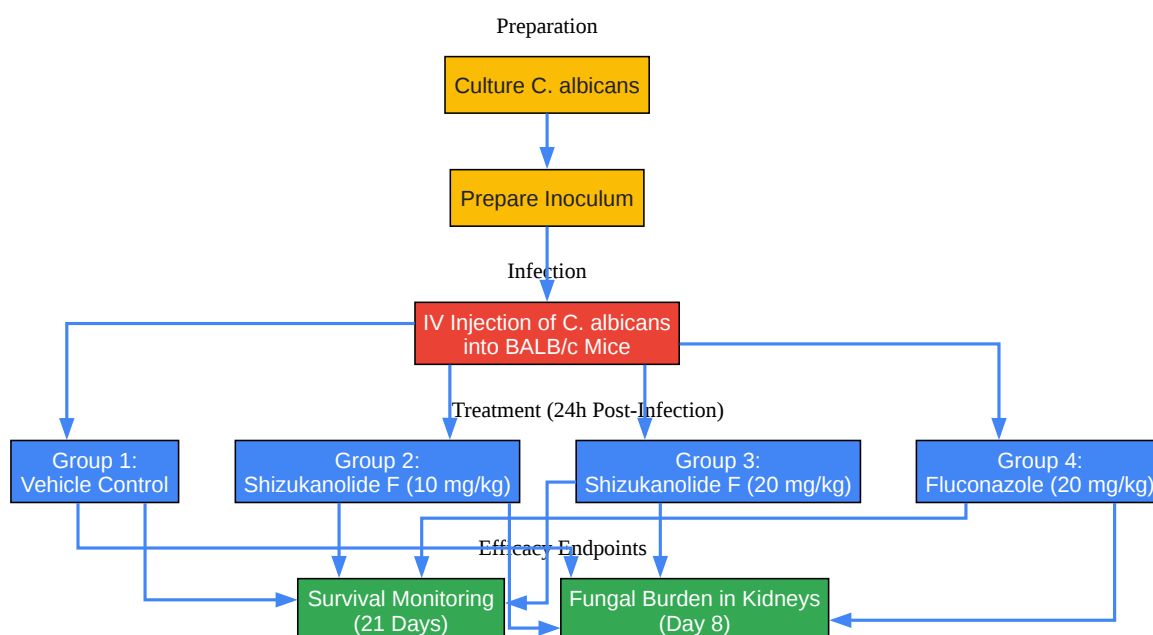 Preparation
Culture C. albicans
Prepare Inoculum
Infection
IV Injection of C. albicans
into BALB/c Mice
Treatment (24h Post-Infection)
Group 1:
Vehicle Control
Group 2:
Shizukanolide F (10 mg/kg)
Group 3:
Shizukanolide F (20 mg/kg)
Group 4:
Fluconazole (20 mg/kg)
Efficacy Endpoints
Survival Monitoring
(21 Days)
Fungal Burden in Kidneys
(Day 8)